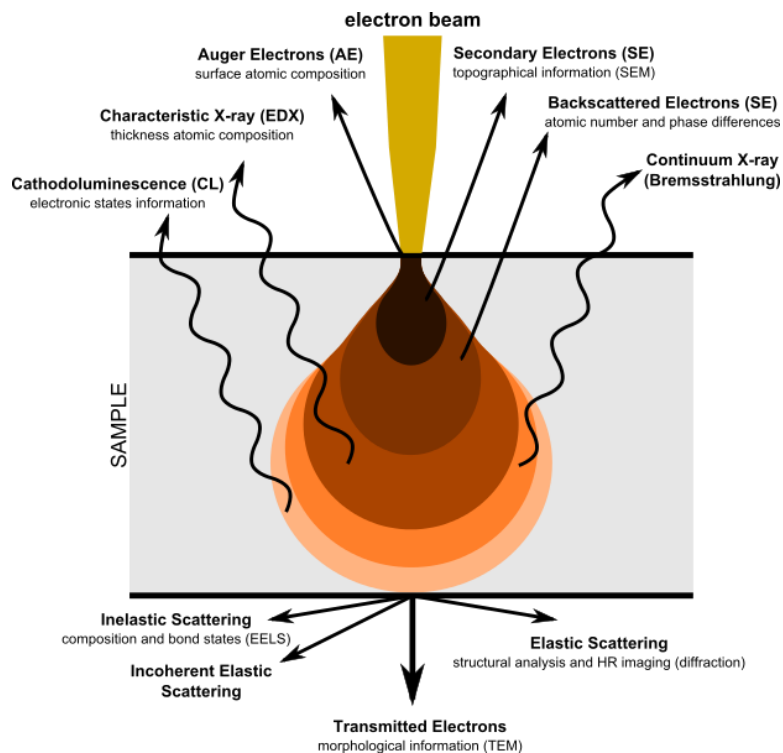 electron beam
Auger Electrons (AE)
surface atomic composition
Secondary Electrons (SE)
topographical information (SEM)
Characteristic X-ray (EDX)
thickness atomic composition
Backscattered Electrons (SE)
atomic number and phase differences
Cathodoluminescence (CL)
electronic states information
Continuum X-ray
(Bremsstrahlung)
SAMPLE
Inelastic Scattering
composition and bond states (EELS)
Incoherent Elastic
Scattering
Elastic Scattering
structural analysis and HR imaging (diffraction)
Transmitted Electrons
morphological information (TEM)